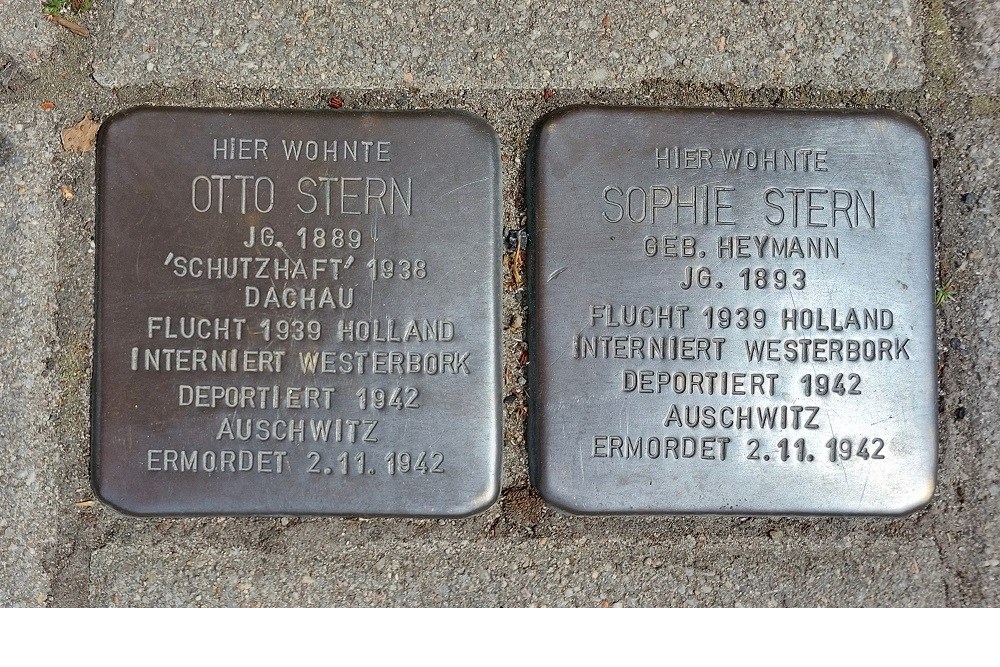 HIER WOHNTE
OTTO STERN
JG. 1889
'SCHUTZHAFT' 1938
DACHAU
FLUCHT 1939 HOLLAND
INTERNIERT WESTERBORK
DEPORTIERT 1942
AUSCHWITZ
ERMORDET 2.11.1942
HIER WOHNTE
SOPHIE STERN
GEB. HEYMANN
JG. 1893
FLUCHT 1939 HOLLAND
INTERNIERT WESTERBORK
DEPORTIERT 1942
AUSCHWITZ
ERMORDET 2.11.1942